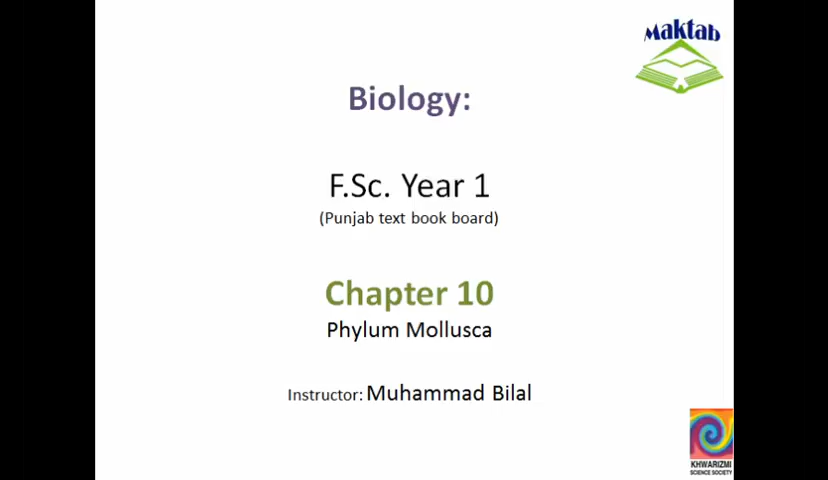 Maktab
Biology:
F.Sc. Year 1
(Punjab text book board)
Chapter 10
Phylum Mollusca
Instructor: Muhammad Bilal
KHWARIZMI
SCIENCE SOCIETY